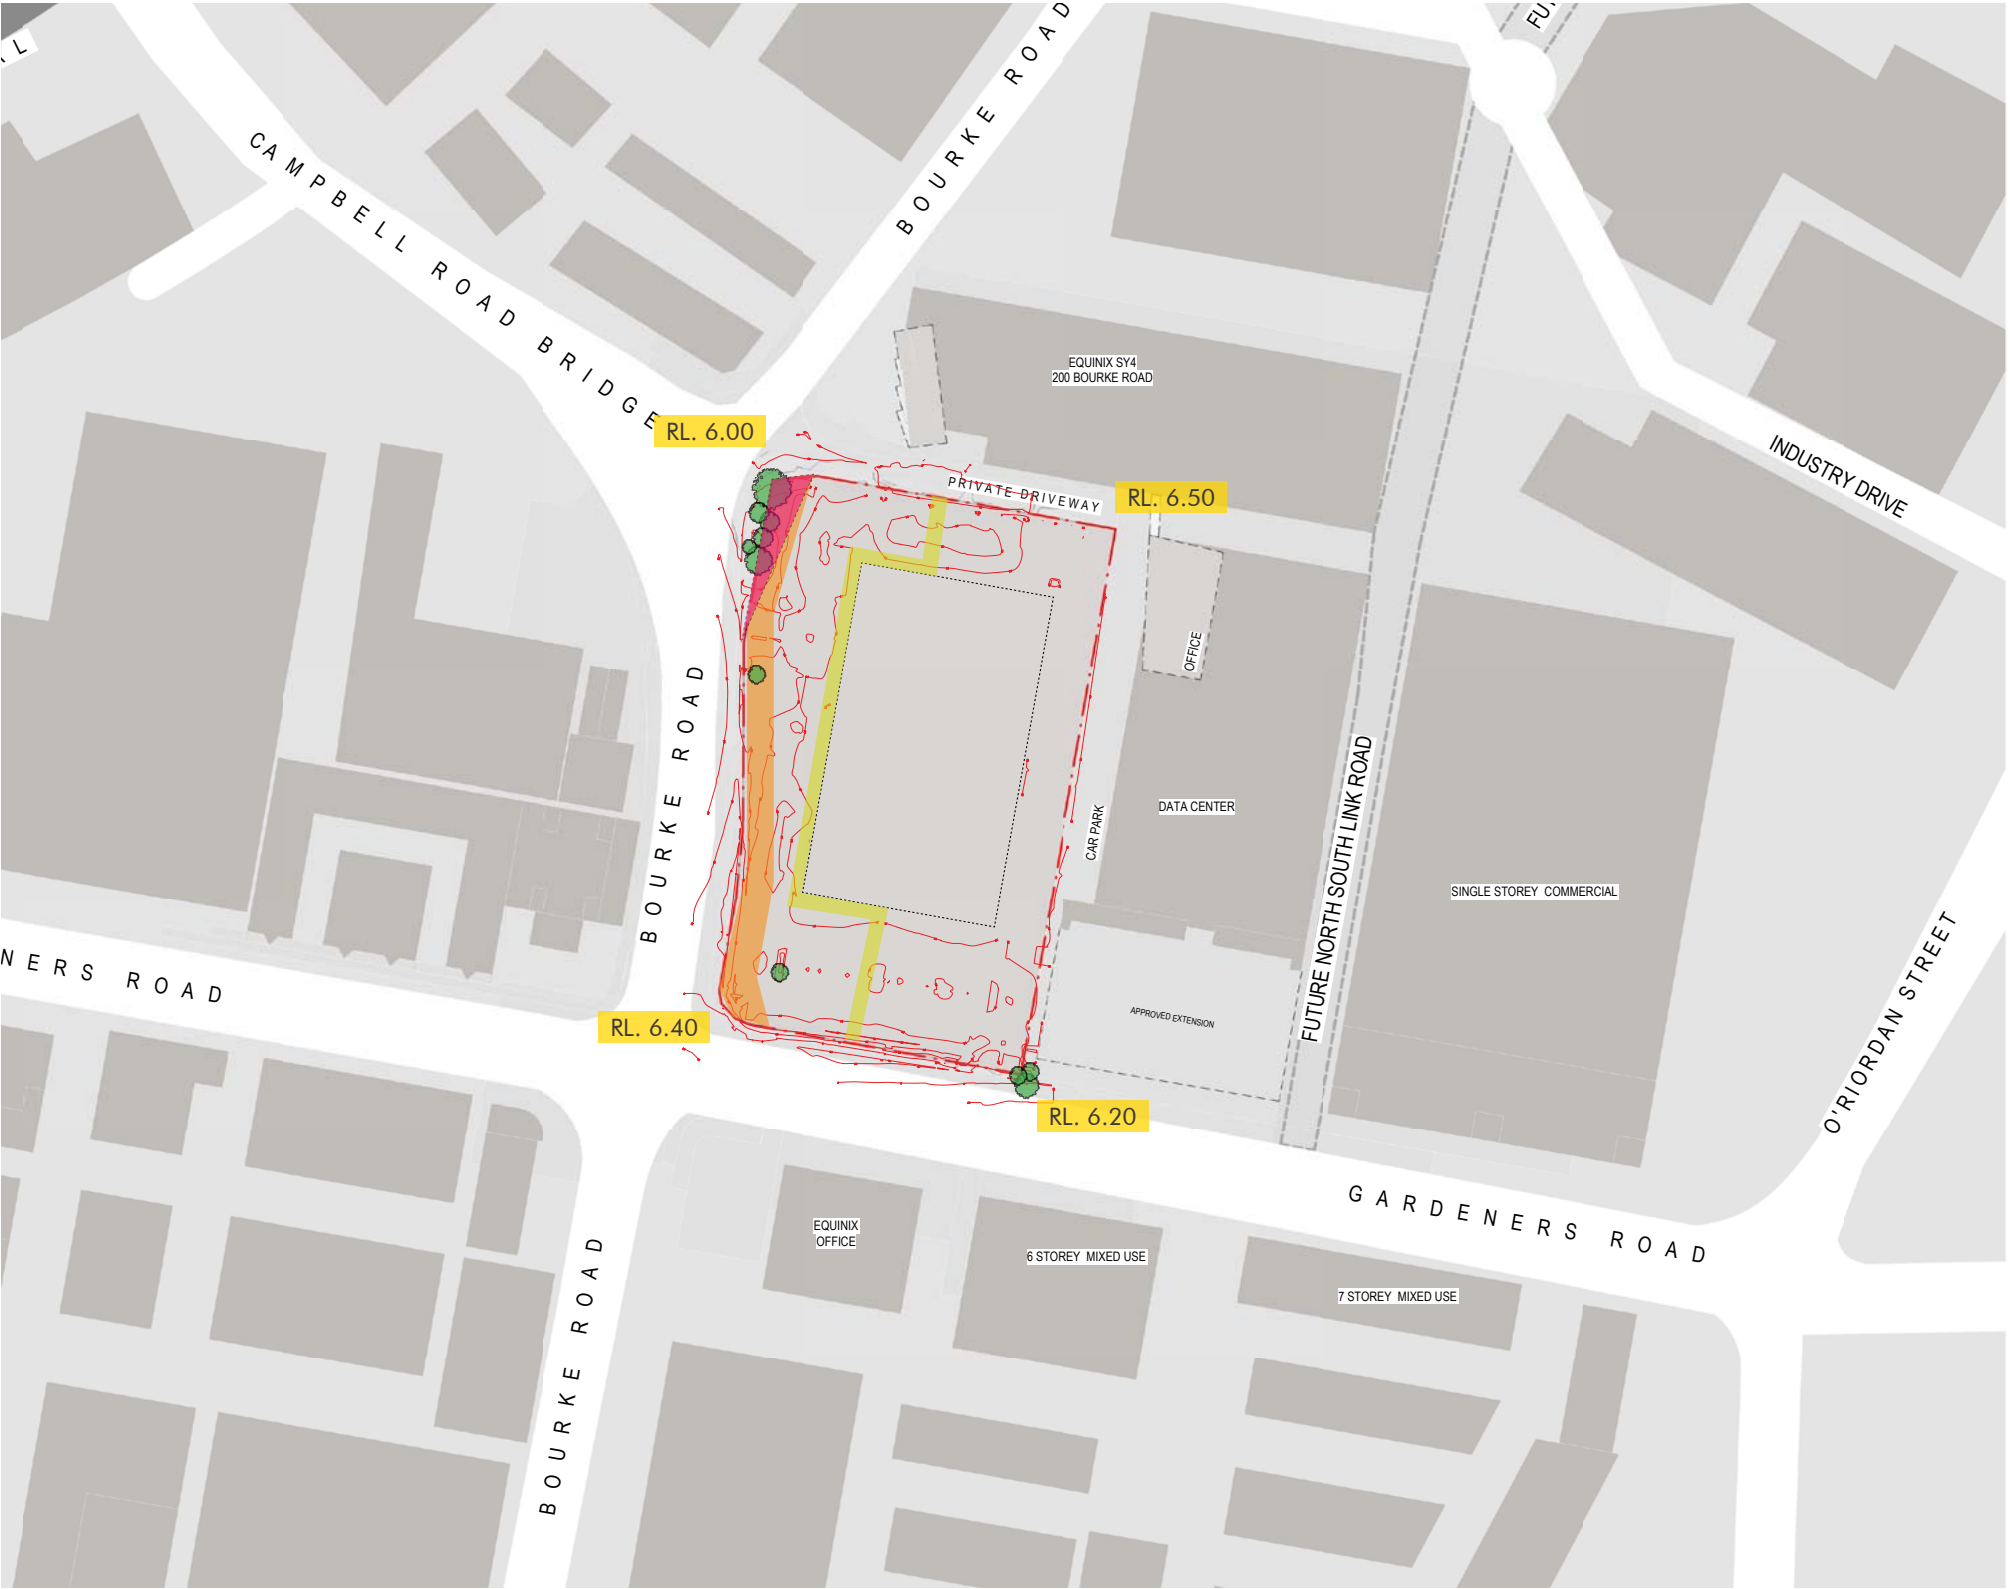 L
FU
CAMPBELL ROAD BRIDGE
BOURKE ROAD
EQUINIX SY4
200 BOURKE ROAD
RL. 6.00
INDUSTRY DRIVE
PRIVATE DRIVEWAY
RL. 6.50
OFFICE
BOURKE ROAD
DATA CENTER
CAR PARK
FUTURE NORTH SOUTH LINK ROAD
SINGLE STOREY COMMERCIAL
O'RIORDAN STREET
NERS ROAD
RL. 6.40
APPROVED EXTENSION
RL. 6.20
GARDENERS ROAD
EQUINIX
OFFICE
6 STOREY MIXED USE
7 STOREY MIXED USE
BOURKE ROAD